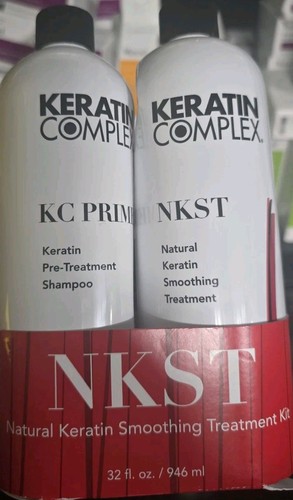 KERATIN
COMPLEX
KC PRIM
Keratin
Pre-Treatment
Shampoo
KERATIN
COMPLEX®
NKST
Natural
Keratin
Smoothing
Treatment
NKST
Natural Keratin Smoothing Treatment Kit
32 fl. oz. / 946 ml